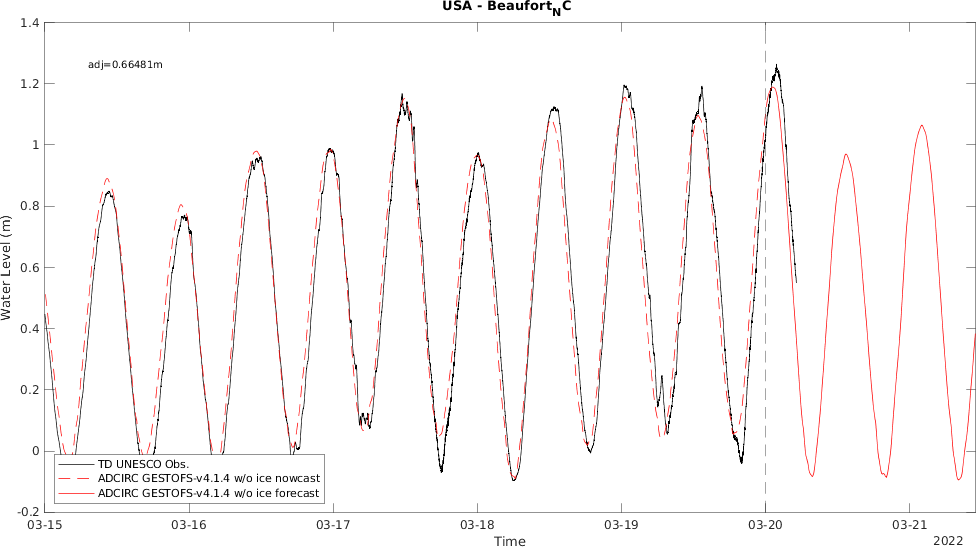 USA - Beaufort_NC
adj=0.66481m
1.4
1.2
1
0.8
0.6
0.4
0.2
0
-0.2
Water Level (m)
TD UNESCO Obs.
ADCIRC GESTOFS-v4.1.4 w/o ice nowcast
ADCIRC GESTOFS-v4.1.4 w/o ice forecast
03-15 03-16 03-17 03-18 03-19 03-20 03-21
Time
2022